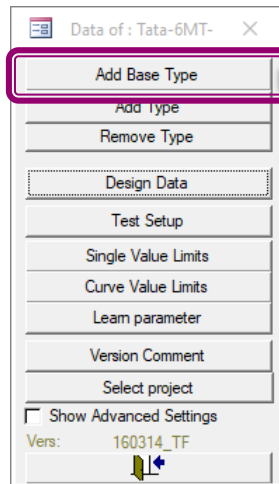 Data of : Tata-6MT-
Add Base Type
Add Type
Remove Type
Design Data
Test Setup
Single Value Limits
Curve Value Limits
Learn parameter
Version Comment
Select project
Show Advanced Settings
Vers: 160314_TF